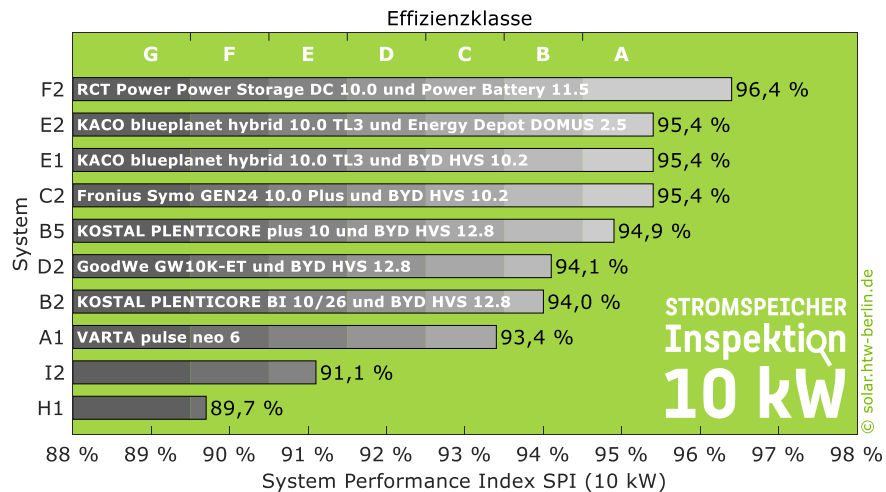 Effizienzklasse
G F E D C B A
F2 RCT Power Power Storage DC 10.0 und Power Battery 11.5 96,4 %
E2 KACO blueplanet hybrid 10.0 TL3 und Energy Depot DOMUS 2.5 95,4 %
E1 KACO blueplanet hybrid 10.0 TL3 und BYD HVS 10.2 95,4 %
C2 Fronius Symo GEN24 10.0 Plus und BYD HVS 10.2 95,4 %
B5 KOSTAL PLENTICORE plus 10 und BYD HVS 12.8 94,9 %
D2 GoodWe GW10K-ET und BYD HVS 12.8 94,1 %
B2 KOSTAL PLENTICORE BI 10/26 und BYD HVS 12.8 94,0 %
A1 VARTA pulse neo 6 93,4 %
I2 91,1 %
H1 89,7 %
System
STROMSPEICHER
Inspektion
10 kW
© solar.htw-berlin.de
88 % 89 % 90 % 91 % 92 % 93 % 94 % 95 % 96 % 97 % 98 %
System Performance Index SPI (10 kW)